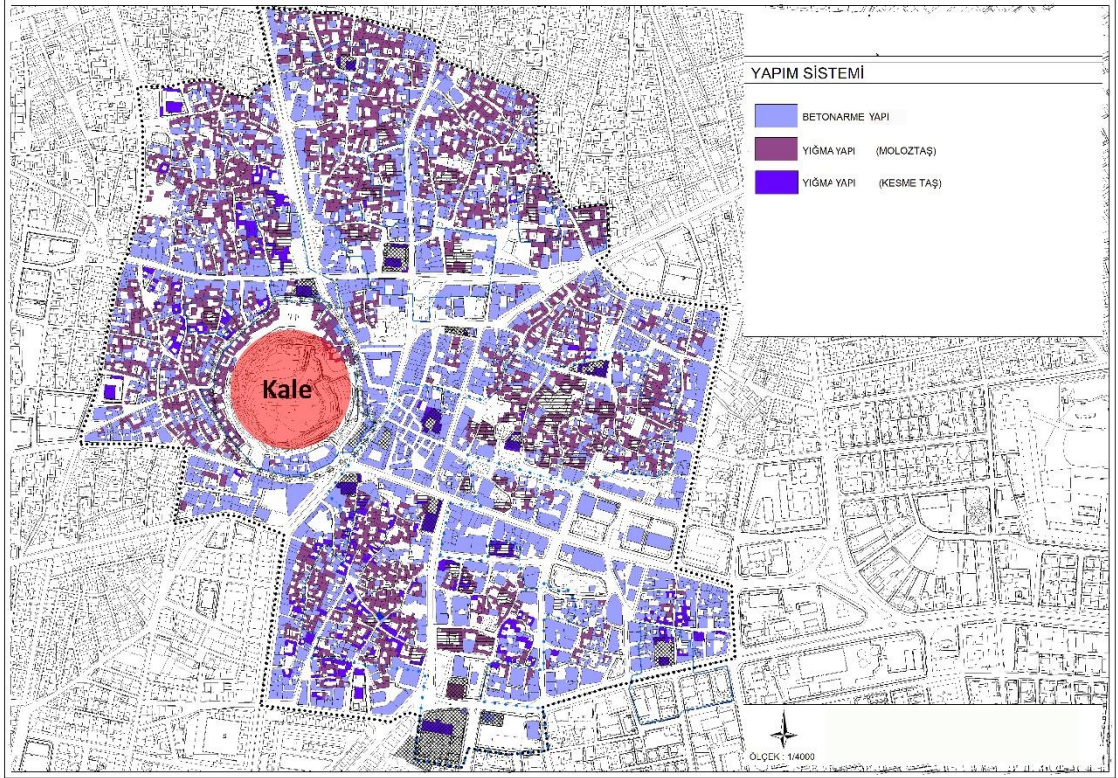 YAPIM SİSTEMİ
BETONARME YAPI
YIĞMA YAPI (MOLOZTAŞ)
YIĞMA YAPI (KESME TAŞ)
Kale
ÖLÇEK : 1/4000